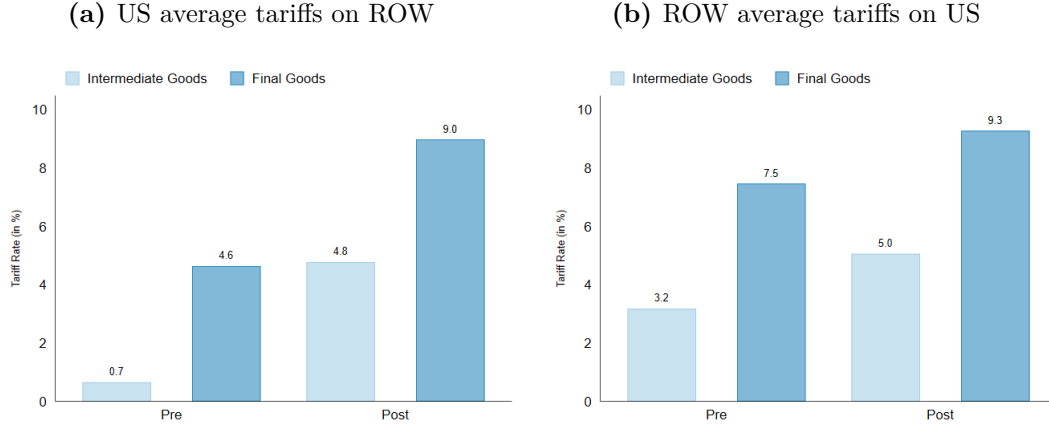 (a) US average tariffs on ROW
Intermediate Goods Final Goods
Tariff Rate (in %)
10
8
6
4
2
0
0.7
4.6
4.8
9.0
Pre Post
(b) ROW average tariffs on US
Intermediate Goods Final Goods
Tariff Rate (in %)
10
8
6
4
2
0
3.2
7.5
5.0
9.3
Pre Post